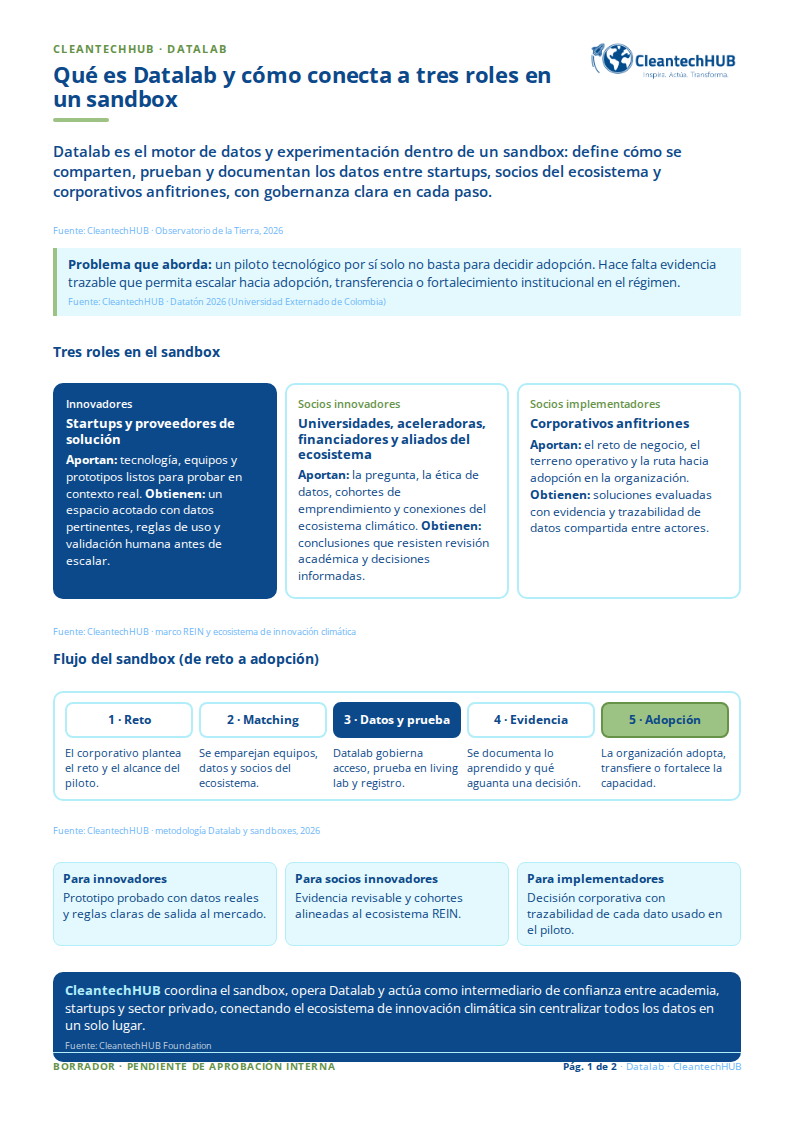 CLEANTECHHUB · DATALAB
CleantechHUB
Inspira. Actúa. Transforma.
Qué es Datalab y cómo conecta a tres roles en
un sandbox
Datalab es el motor de datos y experimentación dentro de un sandbox: define cómo se
comparten, prueban y documentan los datos entre startups, socios del ecosistema y
corporativos anfitriones, con gobernanza clara en cada paso.
Fuente: CleantechHUB · Observatorio de la Tierra, 2026
Problema que aborda: un piloto tecnológico por sí solo no basta para decidir adopción. Hace falta evidencia
trazable que permita escalar hacia adopción, transferencia o fortalecimiento institucional en el régimen.
Fuente: CleantechHUB · Datatón 2026 (Universidad Externado de Colombia)
Tres roles en el sandbox
Innovadores
Startups y proveedores de
solución
Aportan: tecnología, equipos y
prototipos listos para probar en
contexto real. Obtienen: un
espacio acotado con datos
pertinentes, reglas de uso y
validación humana antes de
escalar.
Socios innovadores
Universidades, aceleradoras,
financiadores y aliados del
ecosistema
Aportan: la pregunta, la ética de
datos, cohortes de
emprendimiento y conexiones del
ecosistema climático. Obtienen:
conclusiones que resisten revisión
académica y decisiones
informadas.
Socios implementadores
Corporativos anfitriones
Aportan: el reto de negocio, el
terreno operativo y la ruta hacia
adopción en la organización.
Obtienen: soluciones evaluadas
con evidencia y trazabilidad de
datos compartida entre actores.
Fuente: CleantechHUB · marco REIN y ecosistema de innovación climática
Flujo del sandbox (de reto a adopción)
1 · Reto
El corporativo plantea
el reto y el alcance del
piloto.
2 · Matching
Se emparejan equipos,
datos y socios del
ecosistema.
3 · Datos y prueba
Datalab gobierna
acceso, prueba en living
lab y registro.
4 · Evidencia
Se documenta lo
aprendido y qué
aguanta una decisión.
5 · Adopción
La organización adopta,
transfiere o fortalece la
capacidad.
Fuente: CleantechHUB · metodología Datalab y sandboxes, 2026
Para innovadores
Prototipo probado con datos reales
y reglas claras de salida al mercado.
Para socios innovadores
Evidencia revisable y cohortes
alineadas al ecosistema REIN.
Para implementadores
Decisión corporativa con
trazabilidad de cada dato usado en
el piloto.
CleantechHUB coordina el sandbox, opera Datalab y actúa como intermediario de confianza entre academia,
startups y sector privado, conectando el ecosistema de innovación climática sin centralizar todos los datos en
un solo lugar.
Fuente: CleantechHUB Foundation
BORRADOR · PENDIENTE DE APROBACIÓN INTERNA
Pág. 1 de 2 · Datalab · CleantechHUB